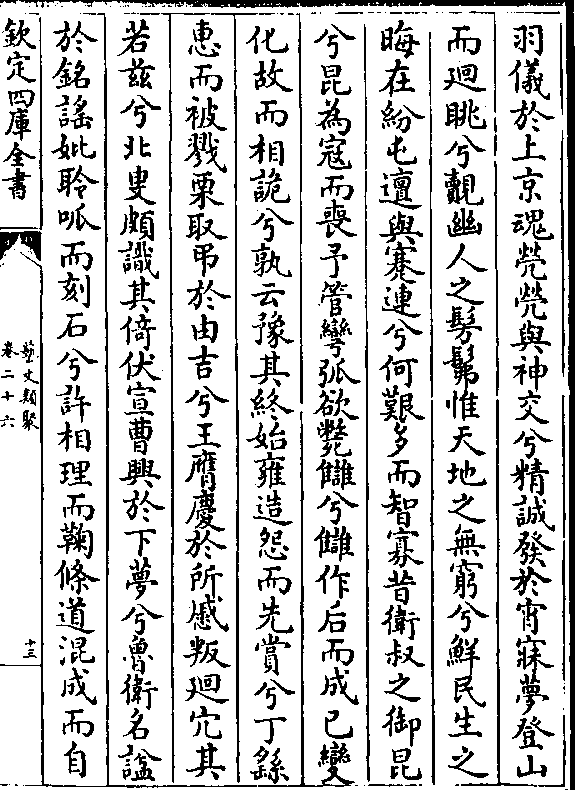 羽儀於上京魂煢煢與神交兮精誠發於宵寐夢登山
而迴眺兮覿幽人之髣髴惟天地之無窮兮鮮民生之
晦在紛屯邅與蹇連兮何艱多而智寡昔衛叔之御昆
兮昆為寇而喪予管彎弧欲斃讎兮讎作后而成已變
化故而相詭兮孰云豫其終始雍造怨而先賞兮丁繇
惠而被戮栗取弔於由吉兮王膺慶於所慼叛迴穴其
若茲兮北叟頗識其倚伏宣曹興於下夢兮魯衛名諡
於銘謡妣聆呱而刻石兮許相理而鞠條道混成而自
欽定四庫全書
藝文類聚
卷二十六
十三